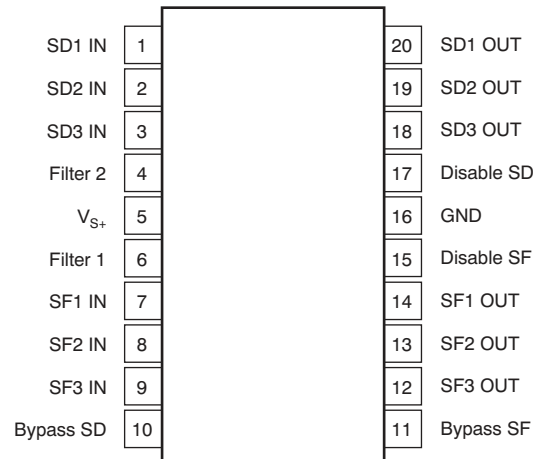 SD1 IN 1 20 SD1 OUT
SD2 IN 2 19 SD2 OUT
SD3 IN 3 18 SD3 OUT
Filter 2 4 17 Disable SD
VS+ 5 16 GND
Filter 1 6 15 Disable SF
SF1 IN 7 14 SF1 OUT
SF2 IN 8 13 SF2 OUT
SF3 IN 9 12 SF3 OUT
Bypass SD 10 11 Bypass SF